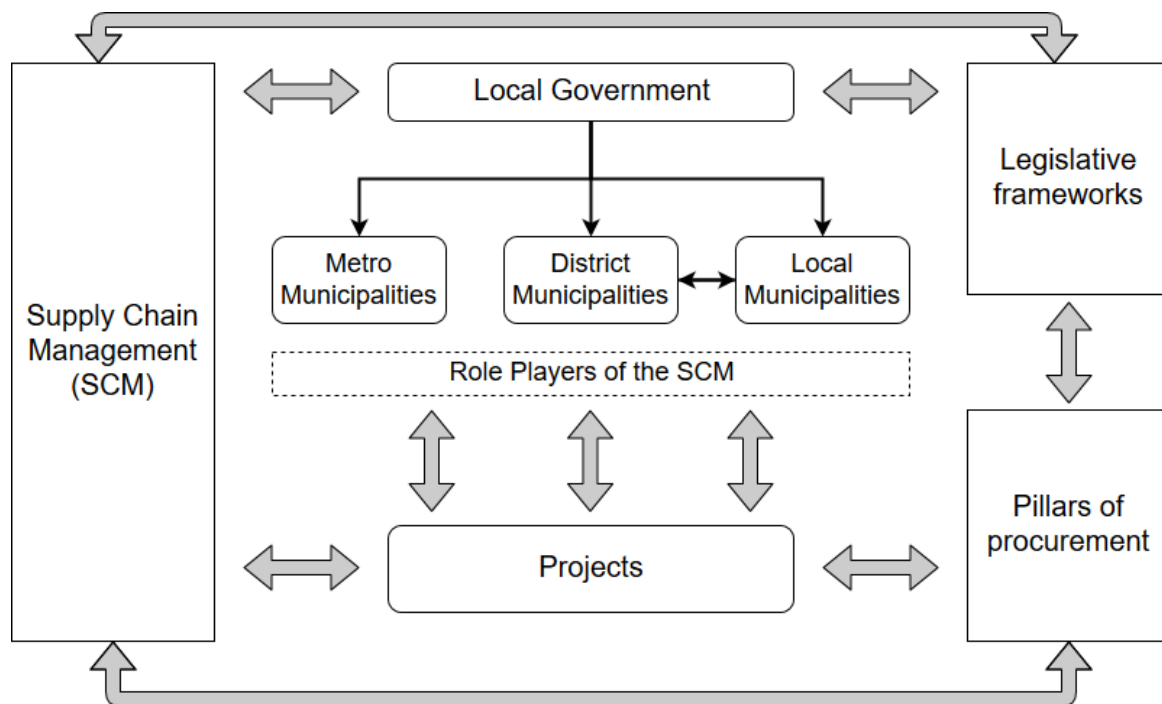 Local Government
Legislative
frameworks
Metro
Municipalities
District
Municipalities
Local
Municipalities
Supply Chain
Management
(SCM)
Role Players of the SCM
Pillars of
procurement
Projects